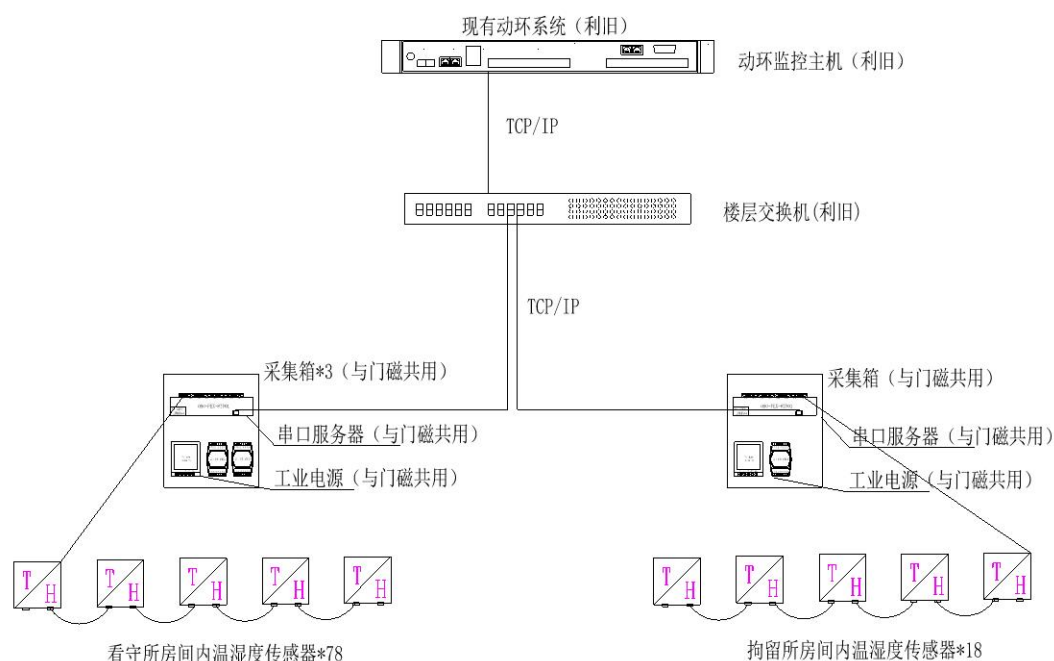 现有动环系统（利旧）
动环监控主机（利旧）
TCP/IP
楼层交换机(利旧)
TCP/IP
采集箱*3（与门磁共用）
串口服务器（与门磁共用）
工业电源（与门磁共用）
采集箱（与门磁共用）
串口服务器（与门磁共用）
工业电源（与门磁共用）
T H
T H
T H
T H
T H
T H
T H
T H
T H
T H
看守所房间内温湿度传感器*78
拘留所房间内温湿度传感器*18